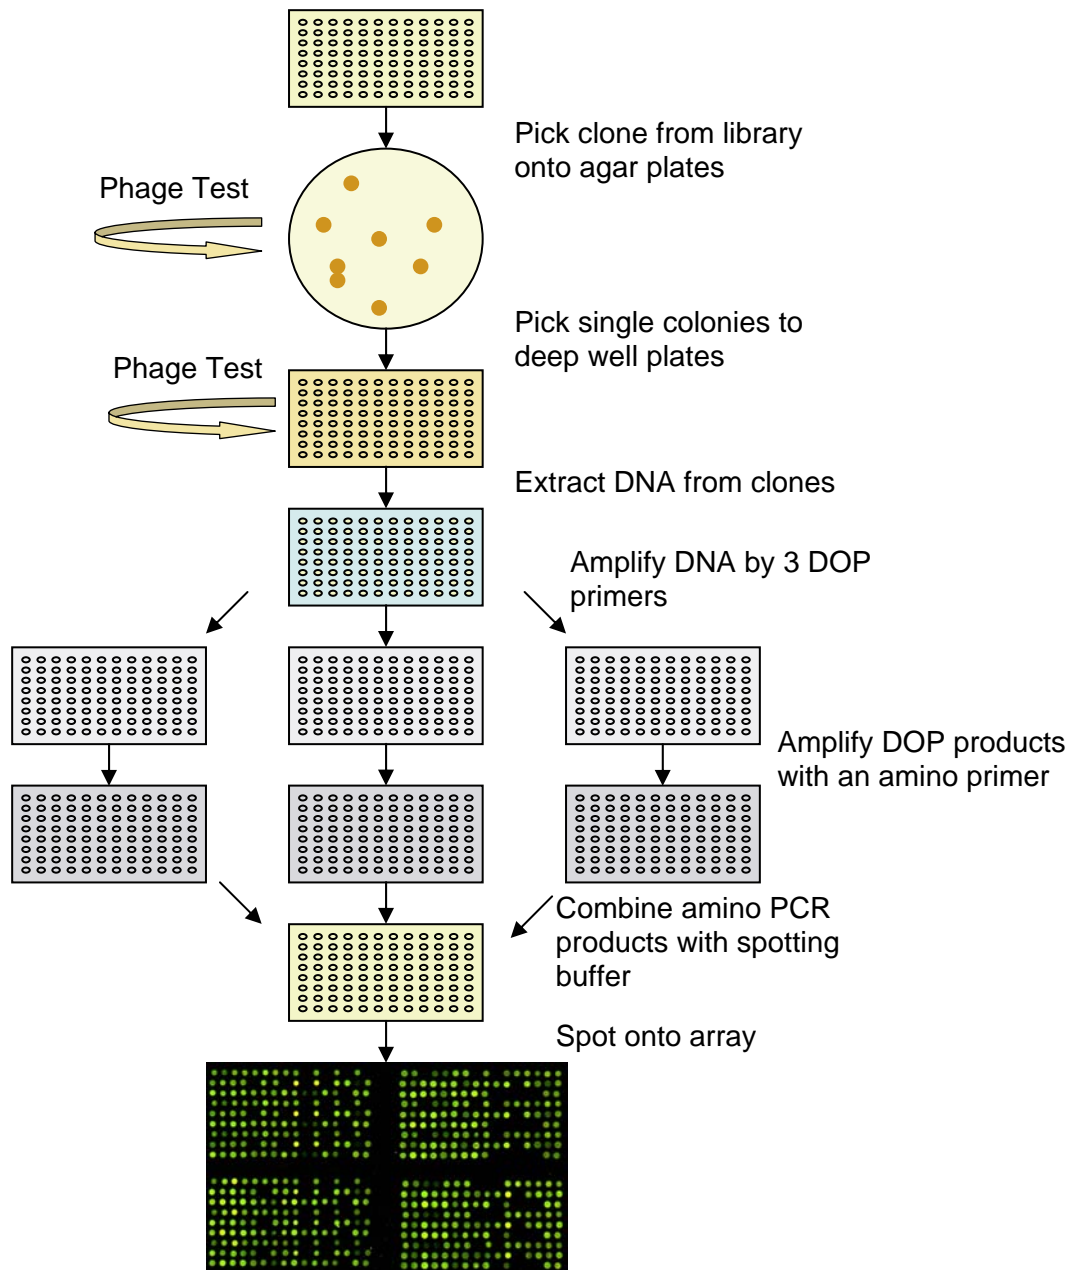 Pick clone from library
onto agar plates
Phage Test
Pick single colonies to
deep well plates
Phage Test
Extract DNA from clones
Amplify DNA by 3 DOP
primers
Amplify DOP products
with an amino primer
Combine amino PCR
products with spotting
buffer
Spot onto array